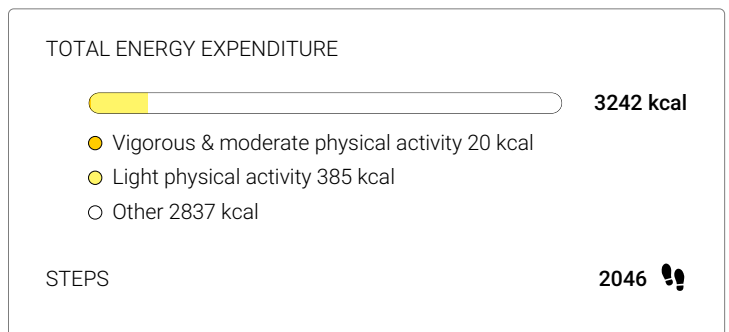 TOTAL ENERGY EXPENDITURE
3242 kcal
Vigorous & moderate physical activity 20 kcal
Light physical activity 385 kcal
Other 2837 kcal
STEPS 2046